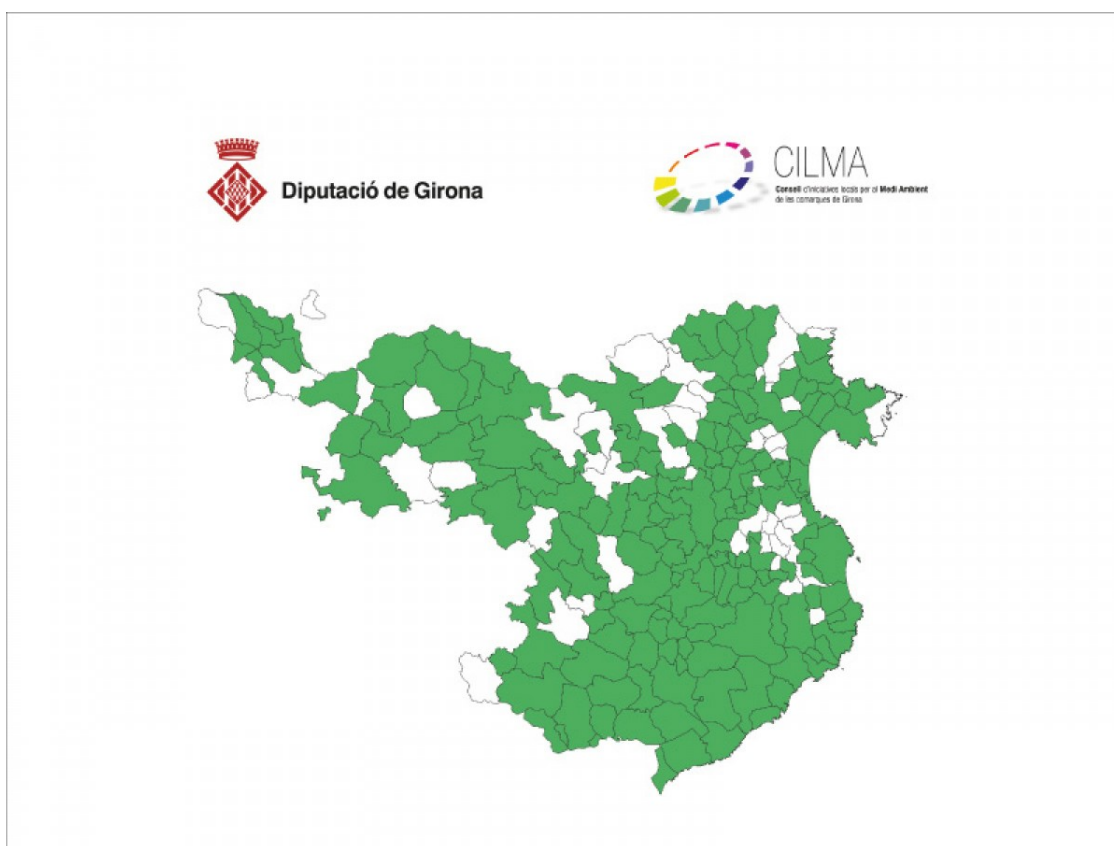 Diputació de Girona
CILMA
Consell d'iniciatives locals per al Medi Ambient
de les comarques de Girona